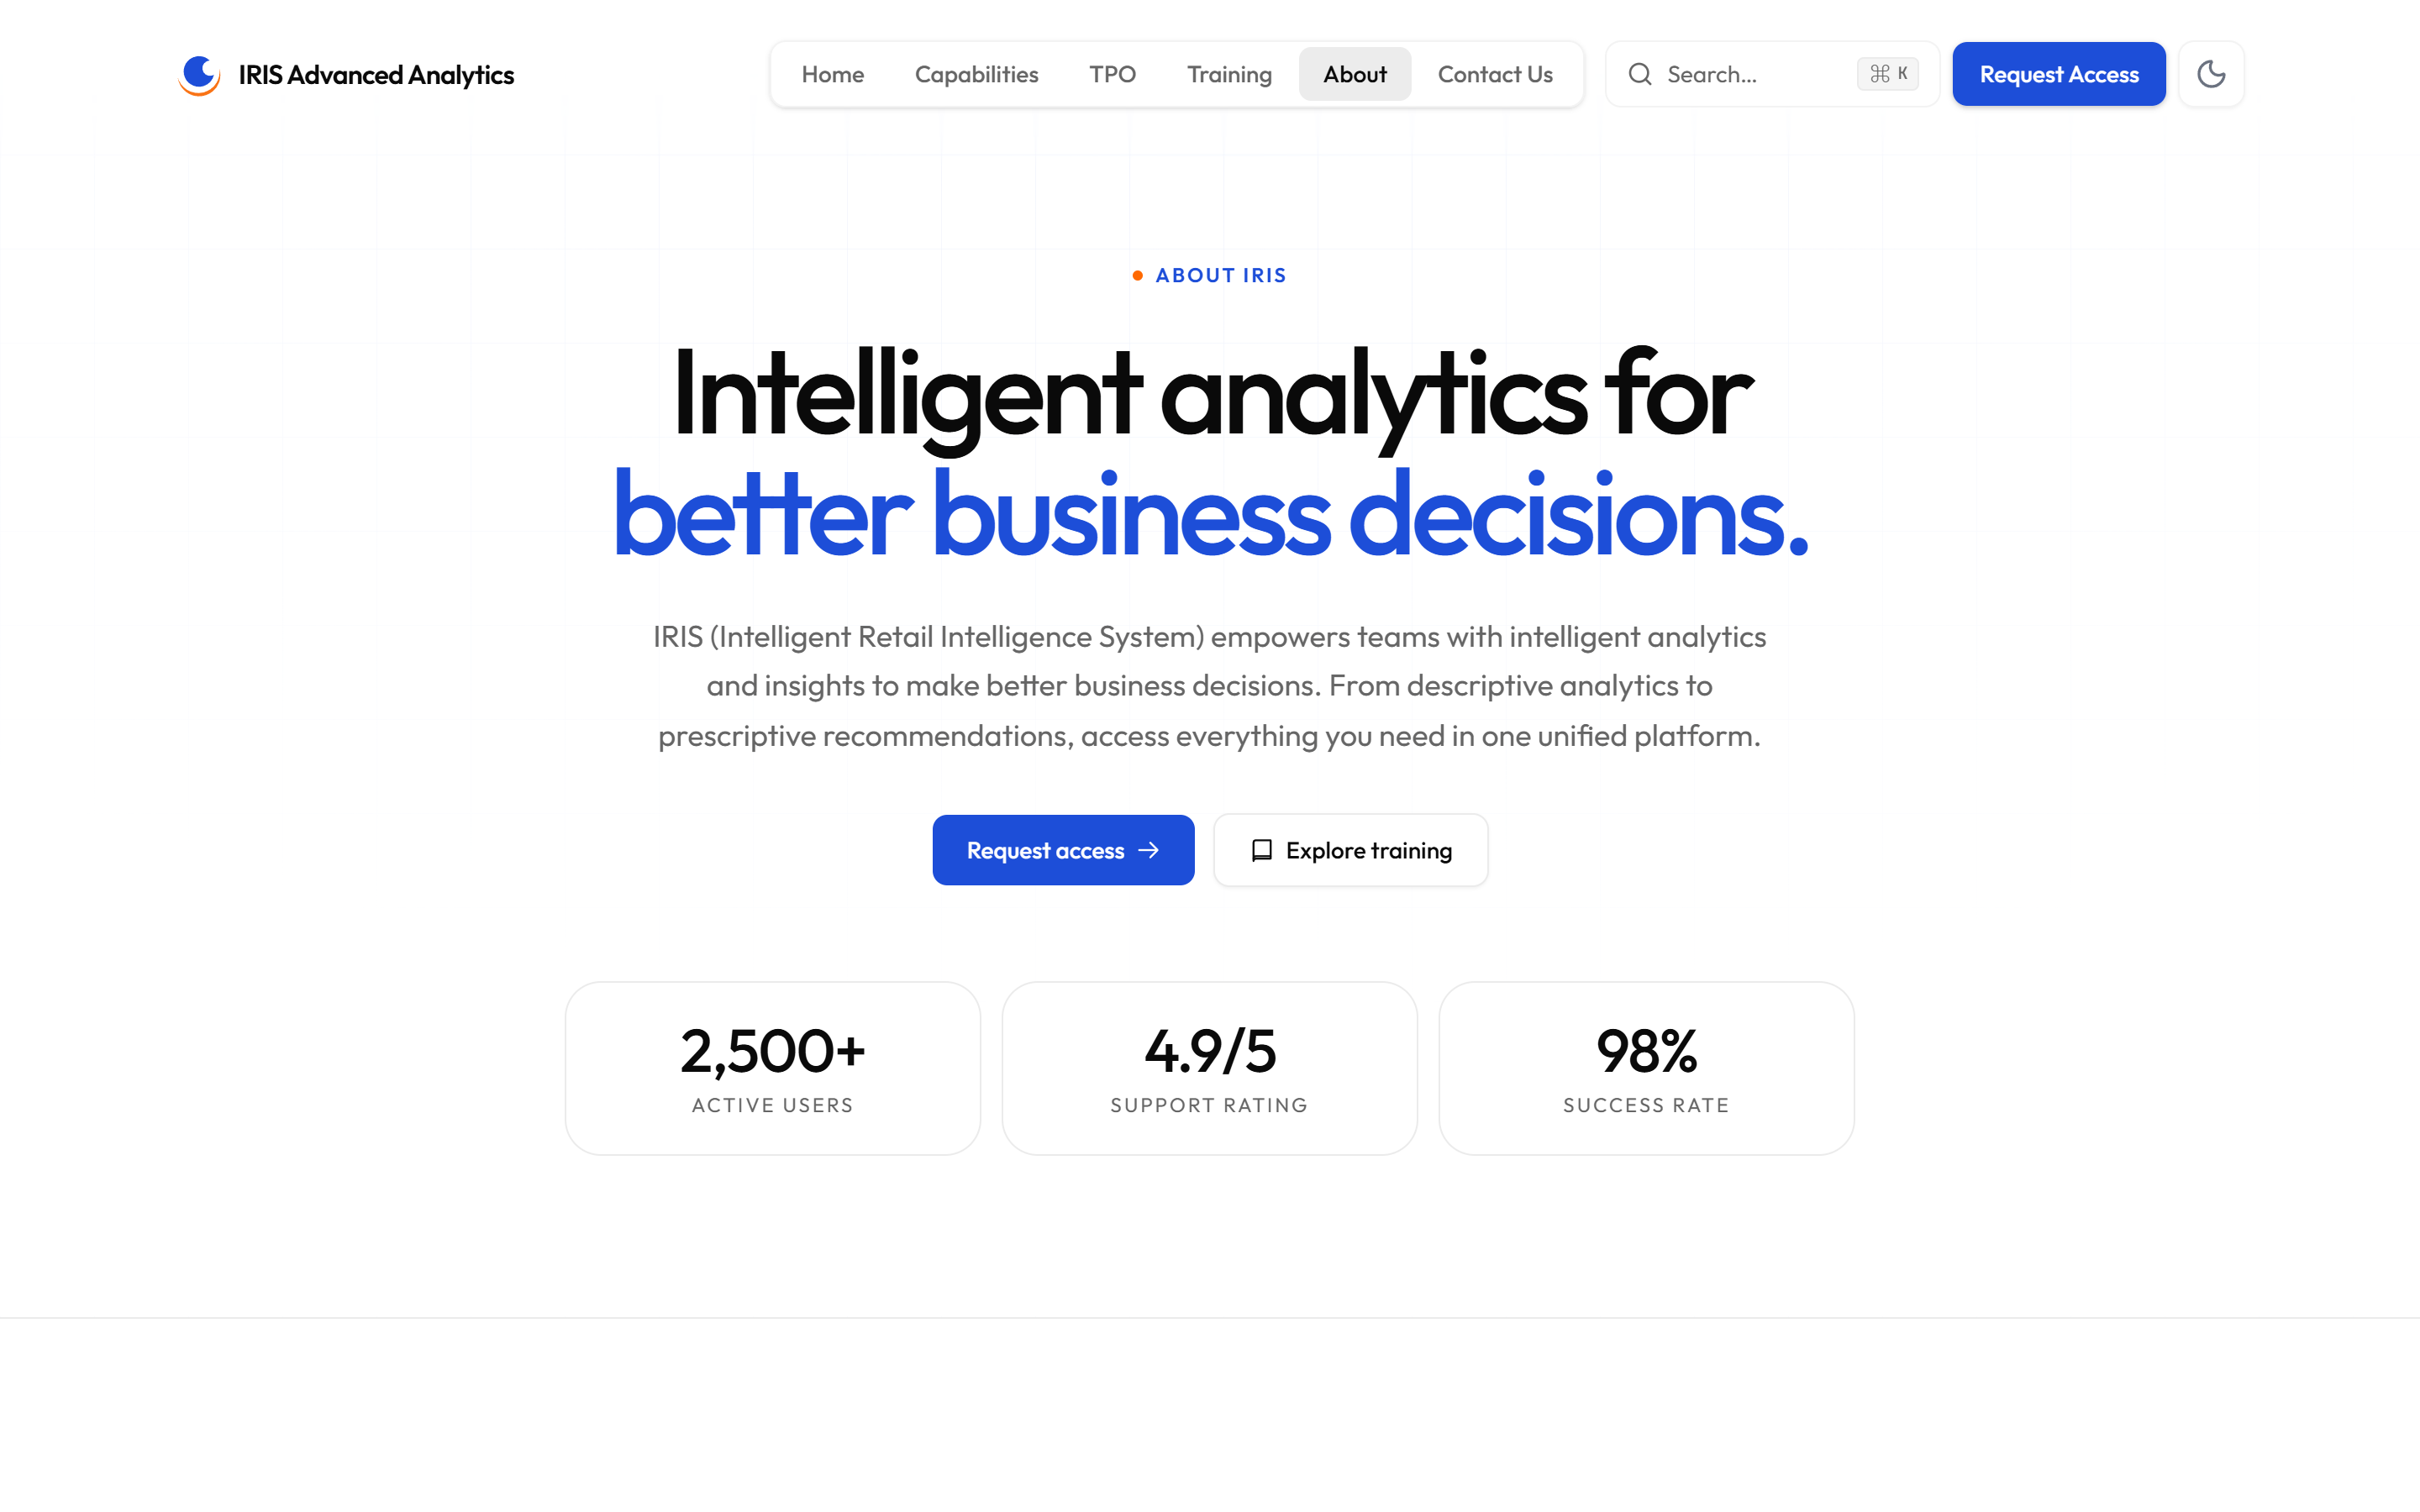 IRIS Advanced Analytics
Home
Capabilities
TPO
Training
About
Contact Us
Search...
⌘ K
Request Access
ABOUT IRIS
Intelligent analytics for
better business decisions.
IRIS (Intelligent Retail Intelligence System) empowers teams with intelligent analytics
and insights to make better business decisions. From descriptive analytics to
prescriptive recommendations, access everything you need in one unified platform.
Request access →
Explore training
2,500+
ACTIVE USERS
4.9/5
SUPPORT RATING
98%
SUCCESS RATE